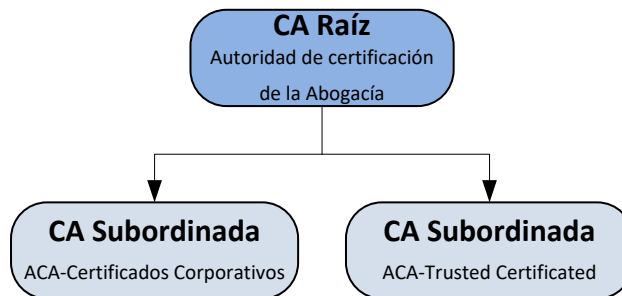 CA Raíz
Autoridad de certificación
de la Abogacía
CA Subordinada
ACA-Certificados Corporativos
CA Subordinada
ACA-Trusted Certificated